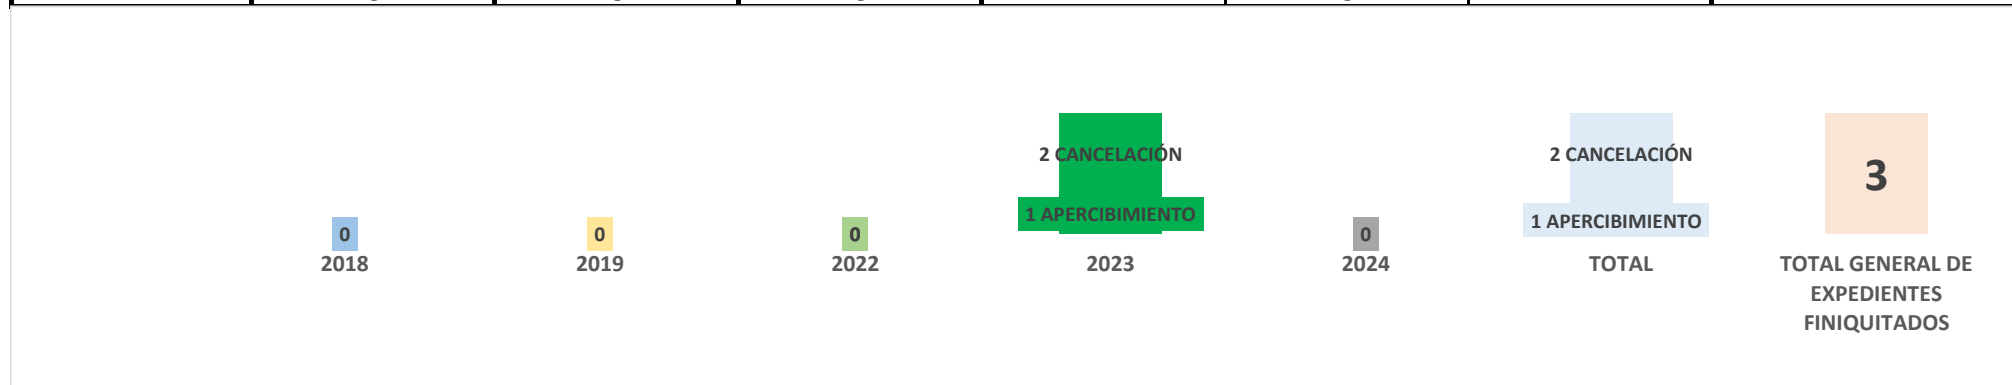 2 CANCELACIÓN
2 CANCELACIÓN
3
1 APERCIBIMIENTO
1 APERCIBIMIENTO
0
0
0
0
2018
2019
2022
2023
2024
TOTAL
TOTAL GENERAL DE
EXPEDIENTES
FINIQUITADOS